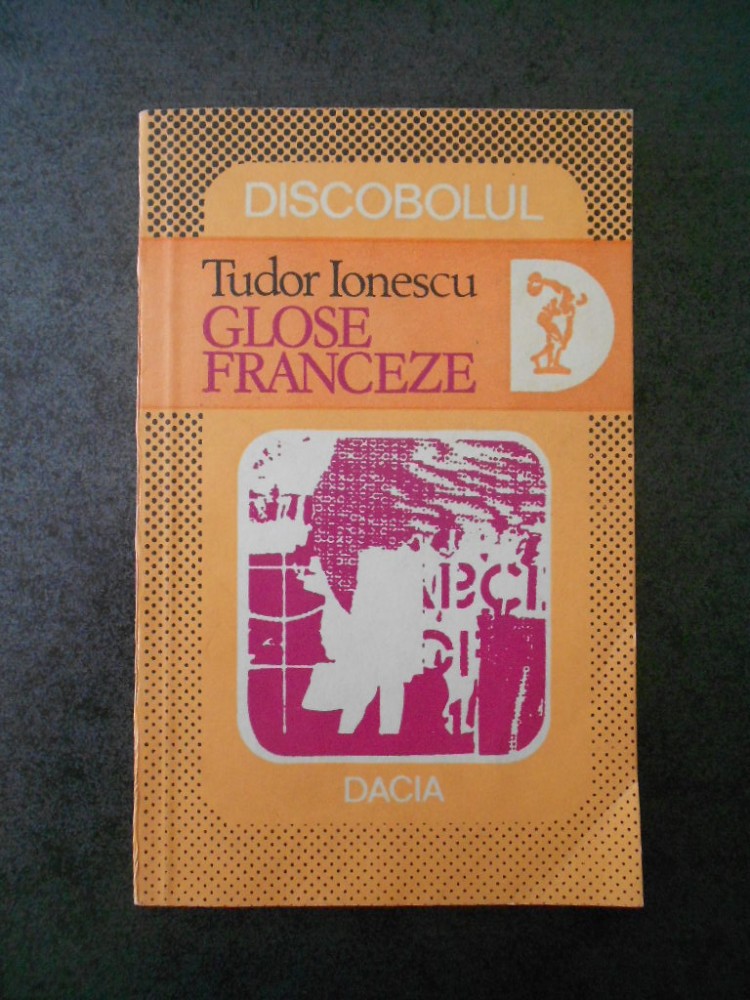 DISCOBOLUL
Tudor Ionescu
GLOSE
FRANCEZE
DACIA